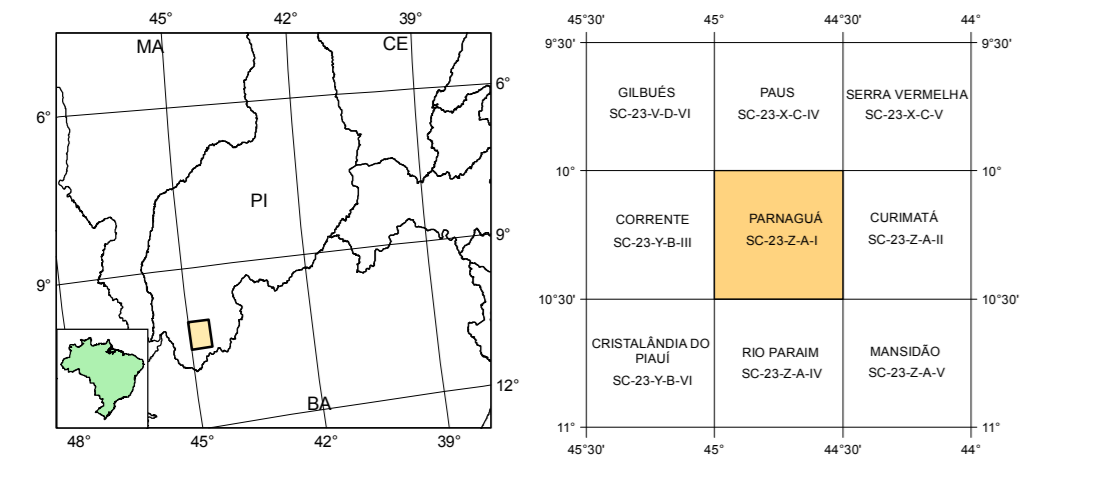 45°
42°
39°
MA
CE
6°
6°
PI
9°
9°
12°
BA
48°
45°
42°
39°
45°30'
45°
44°30'
44°
9°30'
9°30'
GILBUÉS
SC-23-V-D-VI
PAUS
SC-23-X-C-IV
SERRA VERMELHA
SC-23-X-C-V
10°
10°
CORRENTE
SC-23-Y-B-III
PARNAGUÁ
SC-23-Z-A-I
CURIMATÁ
SC-23-Z-A-II
10°30'
10°30'
CRISTALÂNDIA DO
PIAUÍ
SC-23-Y-B-VI
RIO PARAIM
SC-23-Z-A-IV
MANSIDÃO
SC-23-Z-A-V
11°
11°
45°30'
45°
44°30'
44°